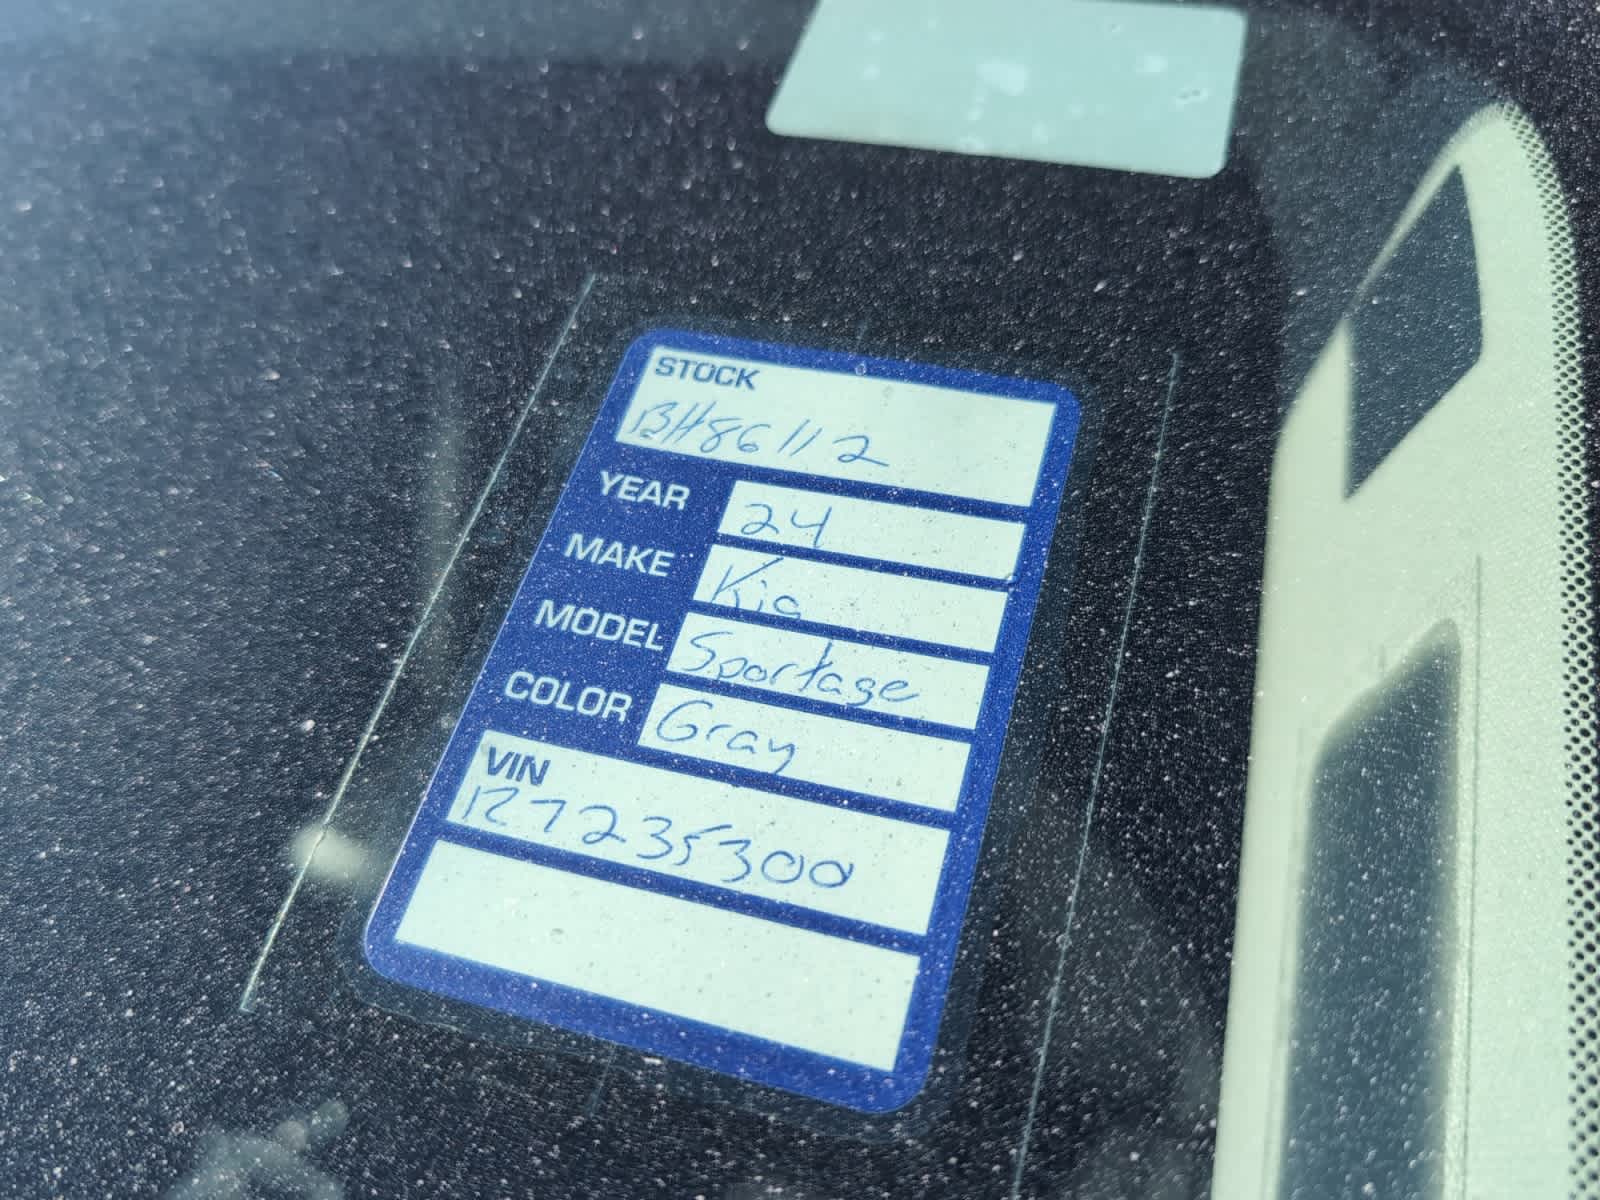 STOCK
BH86112
YEAR 24
MAKE Kia
MODEL Sportage
COLOR Gray
VIN
R7235300